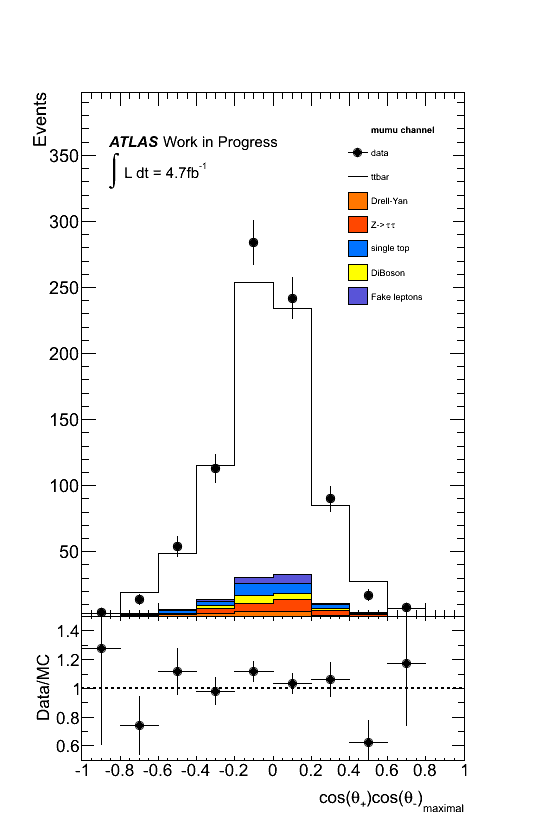 Events
ATLAS Work in Progress
∫ L dt = 4.7fb⁻¹
mumu channel
data
ttbar
Drell-Yan
Z->ττ
single top
DiBoson
Fake leptons
350
300
250
200
150
100
50
Data/MC
1.4
1.2
1
0.8
0.6
-1 -0.8 -0.6 -0.4 -0.2 0 0.2 0.4 0.6 0.8 1
cos(θ₊)cos(θ₋)maximal